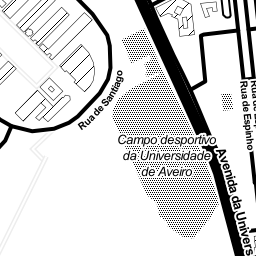 Rua de Santiago
Campo desportivo
da Universidade
de Aveiro
Avenida da Univers
Rua de Espinho